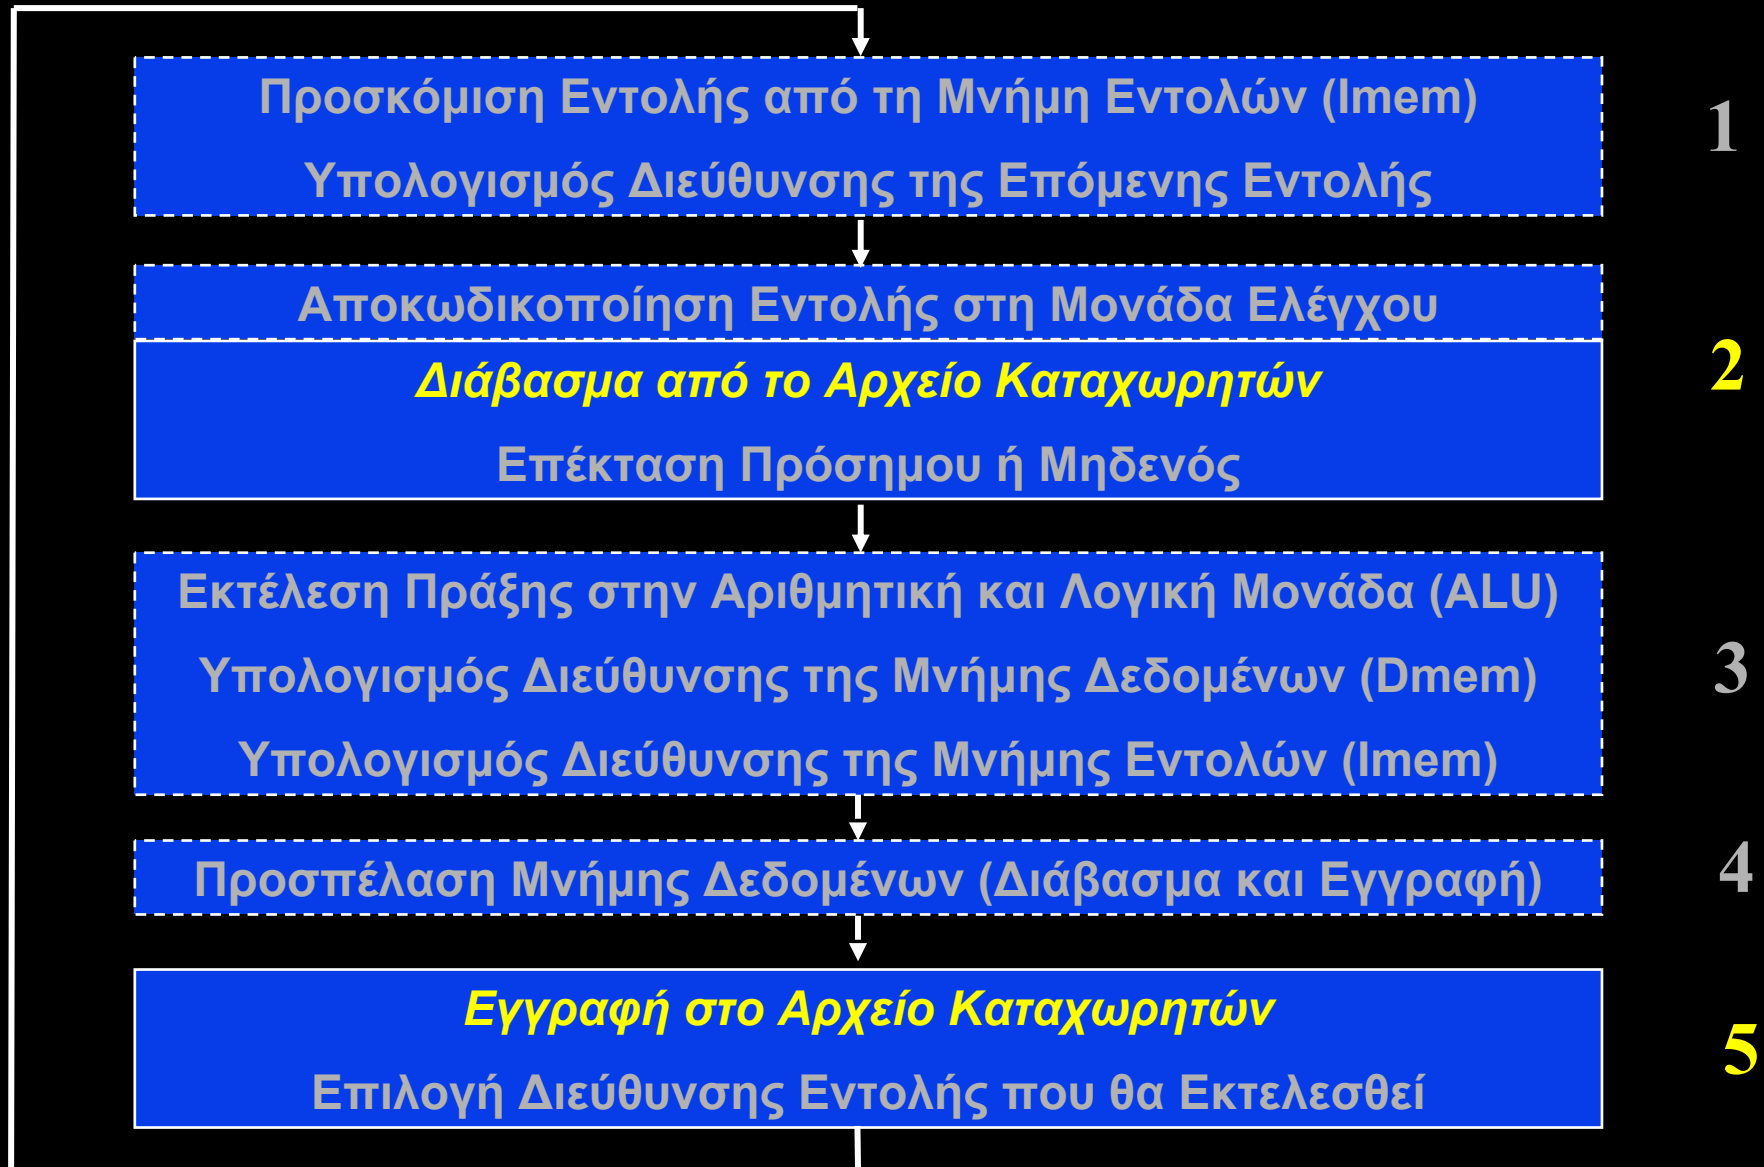 Προσκόμιση Εντολής από τη Μνήμη Εντολών (Imem)
Υπολογισμός Διεύθυνσης της Επόμενης Εντολής
1
Αποκωδικοποίηση Εντολής στη Μονάδα Ελέγχου
Διάβασμα από το Αρχείο Καταχωρητών
Επέκταση Πρόσημου ή Μηδενός
2
Εκτέλεση Πράξης στην Αριθμητική και Λογική Μονάδα (ALU)
Υπολογισμός Διεύθυνσης της Μνήμης Δεδομένων (Dmem)
Υπολογισμός Διεύθυνσης της Μνήμης Εντολών (Imem)
3
Προσπέλαση Μνήμης Δεδομένων (Διάβασμα και Εγγραφή)
4
Εγγραφή στο Αρχείο Καταχωρητών
Επιλογή Διεύθυνσης Εντολής που θα Εκτελεσθεί
5